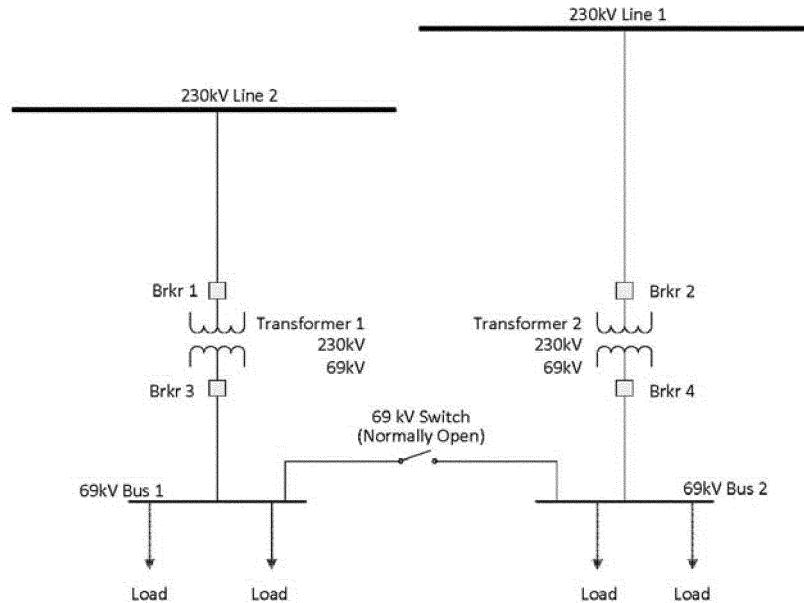 230kV Line 1
230kV Line 2
Brkr 1
Brkr 2
Transformer 1
230kV
69kV
Transformer 2
230kV
69kV
Brkr 3
Brkr 4
69 kV Switch
(Normally Open)
69kV Bus 1
69kV Bus 2
Load
Load
Load
Load